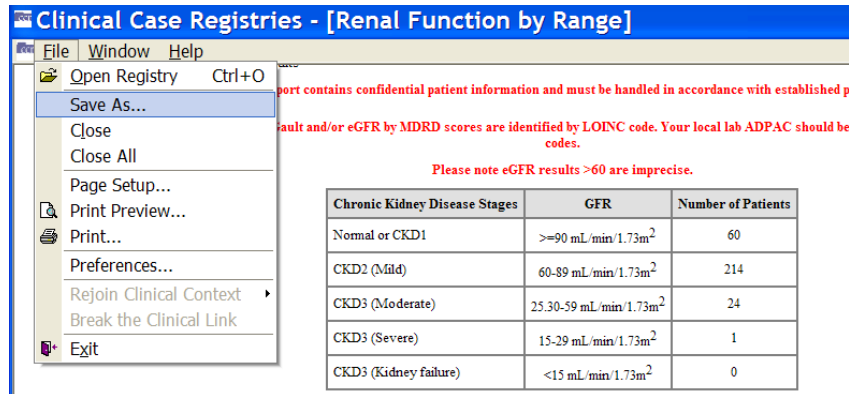 Clinical Case Registries - [Renal Function by Range]
File Window Help
Open Registry Ctrl+O
Save As...
Close
Close All
Page Setup...
Print Preview...
Print...
Preferences...
Rejoin Clinical Context
Break the Clinical Link
Exit
port contains confidential patient information and must be handled in accordance with established p
ault and/or eGFR by MDRD scores are identified by LOINC code. Your local lab ADPAC should be
codes.
Please note eGFR results >60 are imprecise.
Chronic Kidney Disease Stages GFR Number of Patients
Normal or CKD1 >=90 mL/min/1.73m2 60
CKD2 (Mild) 60-89 mL/min/1.73m2 214
CKD3 (Moderate) 25.30-59 mL/min/1.73m2 24
CKD3 (Severe) 15-29 mL/min/1.73m2 1
CKD3 (Kidney failure) <15 mL/min/1.73m2 0